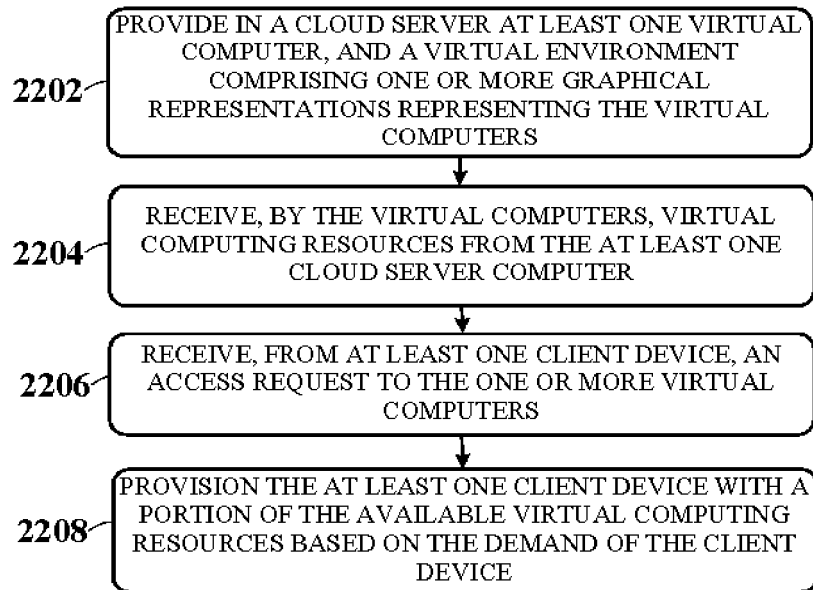 PROVIDE IN A CLOUD SERVER AT LEAST ONE VIRTUAL
COMPUTER, AND A VIRTUAL ENVIRONMENT
COMPRISING ONE OR MORE GRAPHICAL
REPRESENTATIONS REPRESENTING THE VIRTUAL
COMPUTERS
2202
RECEIVE, BY THE VIRTUAL COMPUTERS, VIRTUAL
COMPUTING RESOURCES FROM THE AT LEAST ONE
CLOUD SERVER COMPUTER
2204
RECEIVE, FROM AT LEAST ONE CLIENT DEVICE, AN
ACCESS REQUEST TO THE ONE OR MORE VIRTUAL
COMPUTERS
2206
PROVISION THE AT LEAST ONE CLIENT DEVICE WITH A
PORTION OF THE AVAILABLE VIRTUAL COMPUTING
RESOURCES BASED ON THE DEMAND OF THE CLIENT
DEVICE
2208